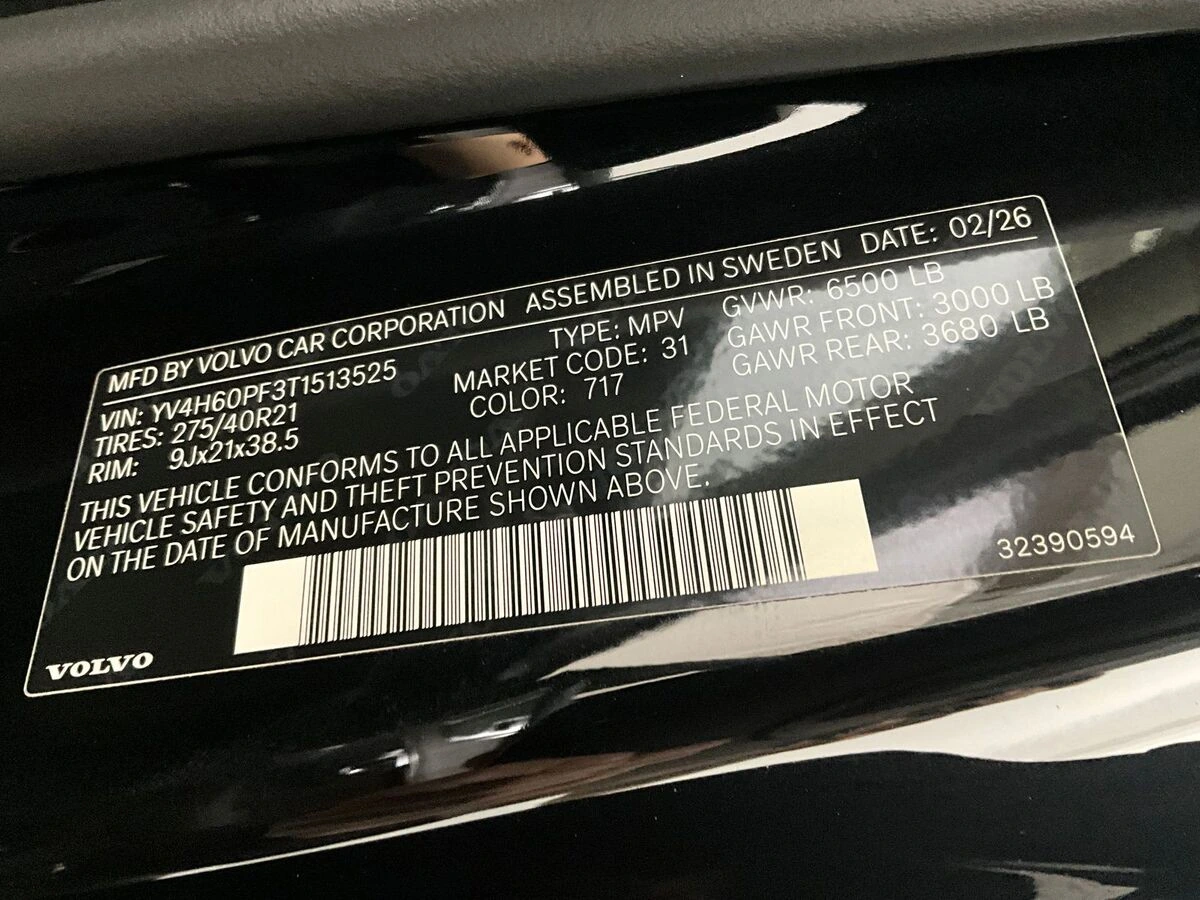 MFD BY VOLVO CAR CORPORATION ASSEMBLED IN SWEDEN DATE: 02/26
VIN: YV4H60PF3T1513525 TYPE: MPV GVWR: 6500 LB
TIRES: 275/40R21 MARKET CODE: 31 GAWR FRONT: 3000 LB
RIM: 9Jx21x38.5 COLOR: 717 GAWR REAR: 3680 LB
THIS VEHICLE CONFORMS TO ALL APPLICABLE FEDERAL MOTOR
VEHICLE SAFETY AND THEFT PREVENTION STANDARDS IN EFFECT
ON THE DATE OF MANUFACTURE SHOWN ABOVE.
32390594
VOLVO